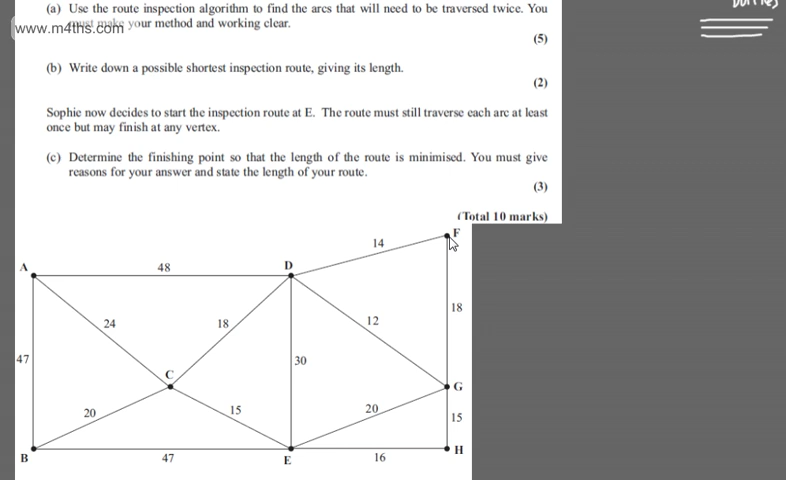 (a) Use the route inspection algorithm to find the arcs that will need to be traversed twice. You
must make your method and working clear.
www.m4ths.com
(5)
(b) Write down a possible shortest inspection route, giving its length.
(2)
Sophie now decides to start the inspection route at E. The route must still traverse each arc at least
once but may finish at any vertex.
(c) Determine the finishing point so that the length of the route is minimised. You must give
reasons for your answer and state the length of your route.
(3)
(Total 10 marks)
F
14
A
48
D
18
24
18
12
47
30
C
G
20
15
20
15
B
47
E
16
H